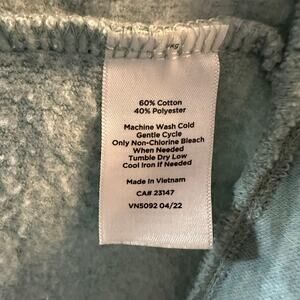 60% Cotton
40% Polyester
Machine Wash Cold
Gentle Cycle
Only Non-Chlorine Bleach
When Needed
Tumble Dry Low
Cool Iron If Needed
Made In Vietnam
CA# 23147
VN5092 04/22